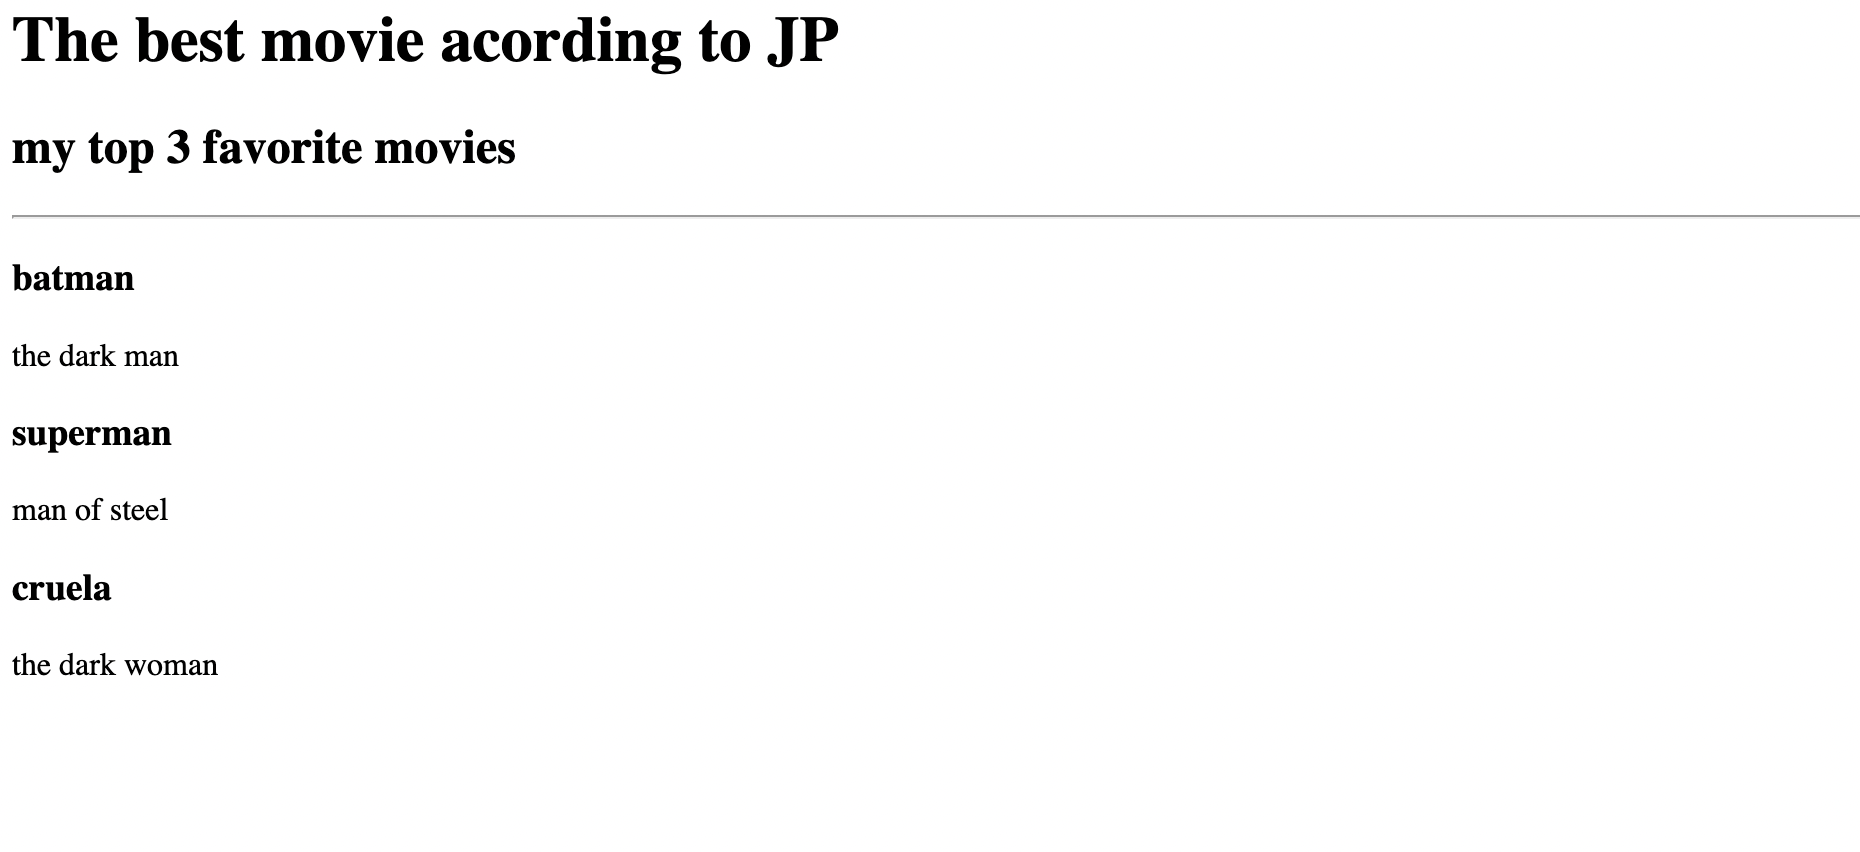 The best movie acording to JP
my top 3 favorite movies
batman
the dark man
superman
man of steel
cruela
the dark woman